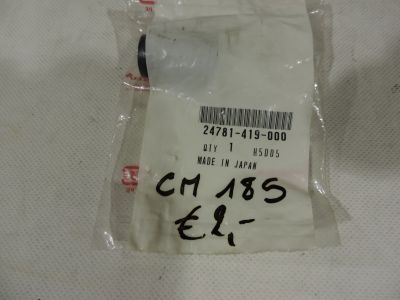 24781-419-000
QTY 1 H5005
MADE IN JAPAN
CM 185
€2,-